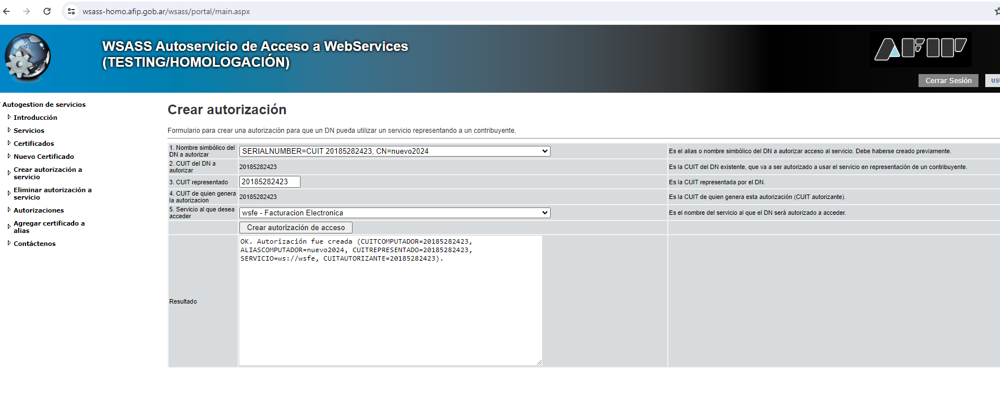 wsass-homo.afip.gob.ar/wsass/portal/main.aspx
WSASS Autoservicio de Acceso a WebServices
(TESTING/HOMOLOGACIÓN)
AFIP
Cerrar Sesión
Autogestion de servicios
Introducción
Servicios
Certificados
Nuevo Certificado
Crear autorización a
servicio
Eliminar autorización a
servicio
Autorizaciones
Agregar certificado a
alias
Contáctenos
Crear autorización
Formulario para crear una autorización para que un DN pueda utilizar un servicio representando a un contribuyente.
1. Nombre simbólico del
DN a autorizar
SERIALNUMBER=CUIT 20185282423, CN=nuevo2024
Es el alias o nombre simbólico del DN a autorizar acceso al servicio. Debe haberse creado previamente.
2. CUIT del DN a
autorizar
20185282423
Es la CUIT del DN existente, que va a ser autorizado a usar el servicio en representación de un contribuyente.
3. CUIT representado
20185282423
Es la CUIT representada por el DN.
4. CUIT de quien genera
la autorizacion
20185282423
Es la CUIT de quien genera esta autorización (CUIT autorizante).
5. Servicio al que desea
acceder
wsfe - Facturacion Electronica
Es el nombre del servicio al que el DN será autorizado a acceder.
Crear autorización de acceso
Resultado
OK. Autorización fue creada (CUITCOMPUTADOR=20185282423,
ALIASCOMPUTADOR=nuevo2024, CUITREPRESENTADO=20185282423,
SERVICIO=ws://wsfe, CUITAUTORIZANTE=20185282423).